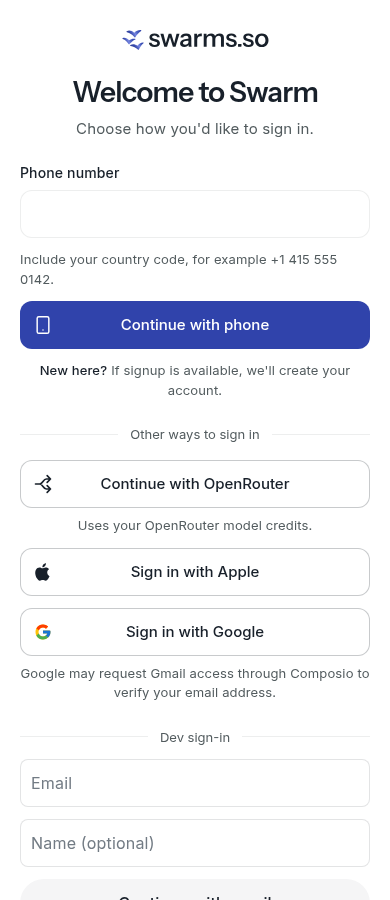 swarms.so
Welcome to Swarm
Choose how you'd like to sign in.
Phone number
Include your country code, for example +1 415 555
0142.
Continue with phone
New here? If signup is available, we'll create your
account.
Other ways to sign in
Continue with OpenRouter
Uses your OpenRouter model credits.
Sign in with Apple
Sign in with Google
Google may request Gmail access through Composio to
verify your email address.
Dev sign-in
Email
Name (optional)